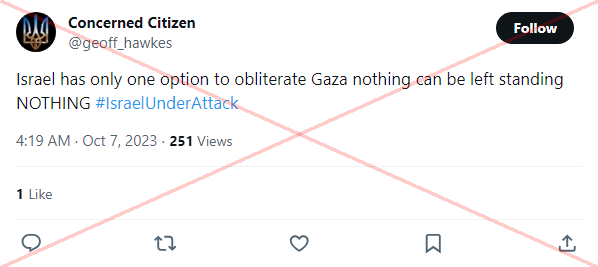 Concerned Citizen
@geoff_hawkes
Follow
Israel has only one option to obliterate Gaza nothing can be left standing
NOTHING #IsraelUnderAttack
4:19 AM · Oct 7, 2023 · 251 Views
1 Like